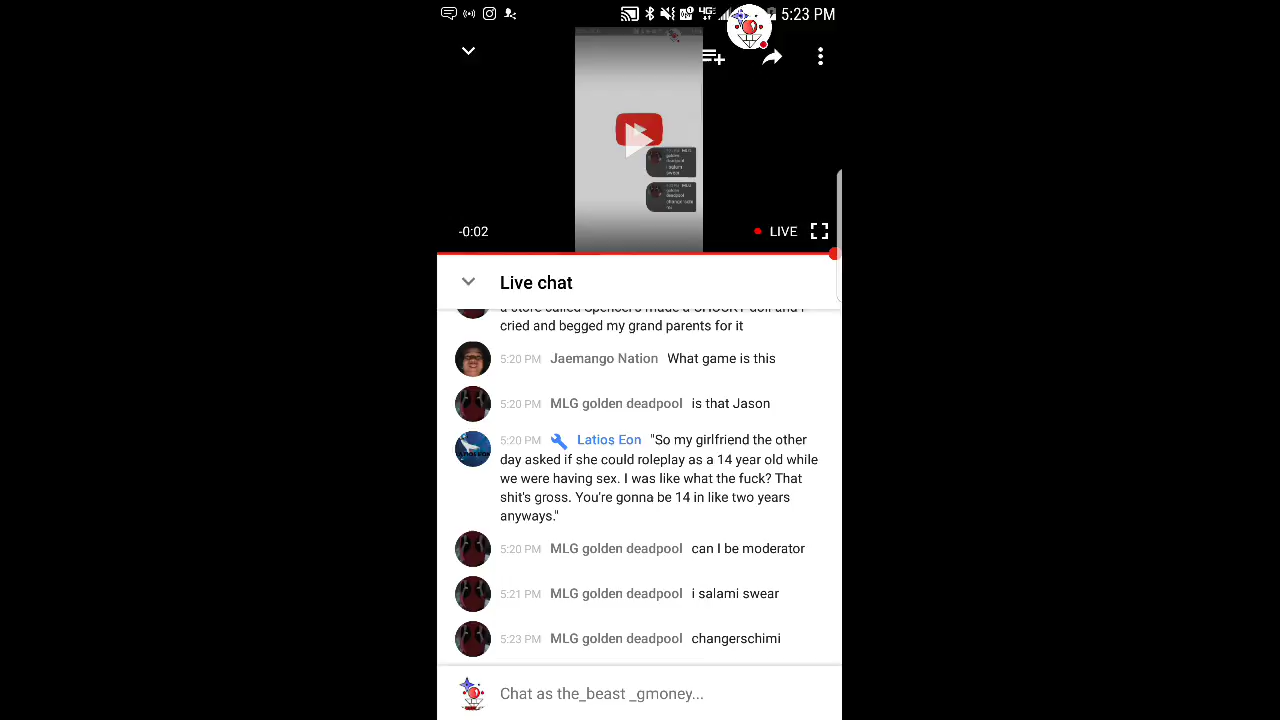 5:23 PM
-0:02
LIVE
Live chat
cried and begged my grand parents for it
5:20 PM Jaemango Nation What game is this
5:20 PM MLG golden deadpool is that Jason
5:20 PM Latios Eon "So my girlfriend the other
day asked if she could roleplay as a 14 year old while
we were having sex. I was like what the fuck? That
shit's gross. You're gonna be 14 in like two years
anyways."
5:20 PM MLG golden deadpool can I be moderator
5:21 PM MLG golden deadpool i salami swear
5:23 PM MLG golden deadpool changerschimi
Chat as the_beast _gmoney...